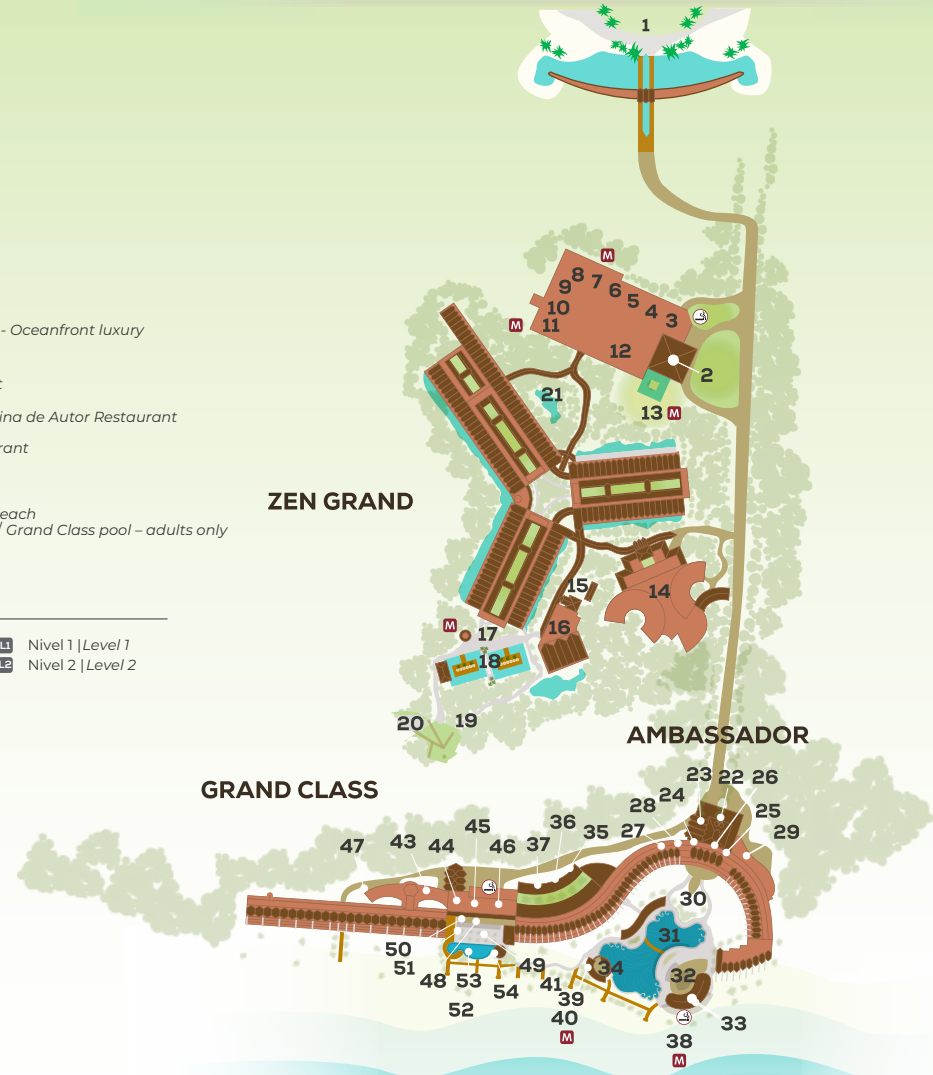 1
M
8
7
9
6
5
10
4
11
3
M
12
- Oceanfront luxury
2
21
13 M
ina de Autor Restaurant
rant
ZEN GRAND
each
Grand Class pool – adults only
15
14
M
16
17
L1 Nivel 1 | Level 1
18
L2 Nivel 2 | Level 2
20
19
AMBASSADOR
23 22 26
GRAND CLASS
24
28
25
36
45
35 27
29
47 43 44 46 37
30
31
50
51
49
34
32
48 53
54
41
39
52
40
33
M
38
M